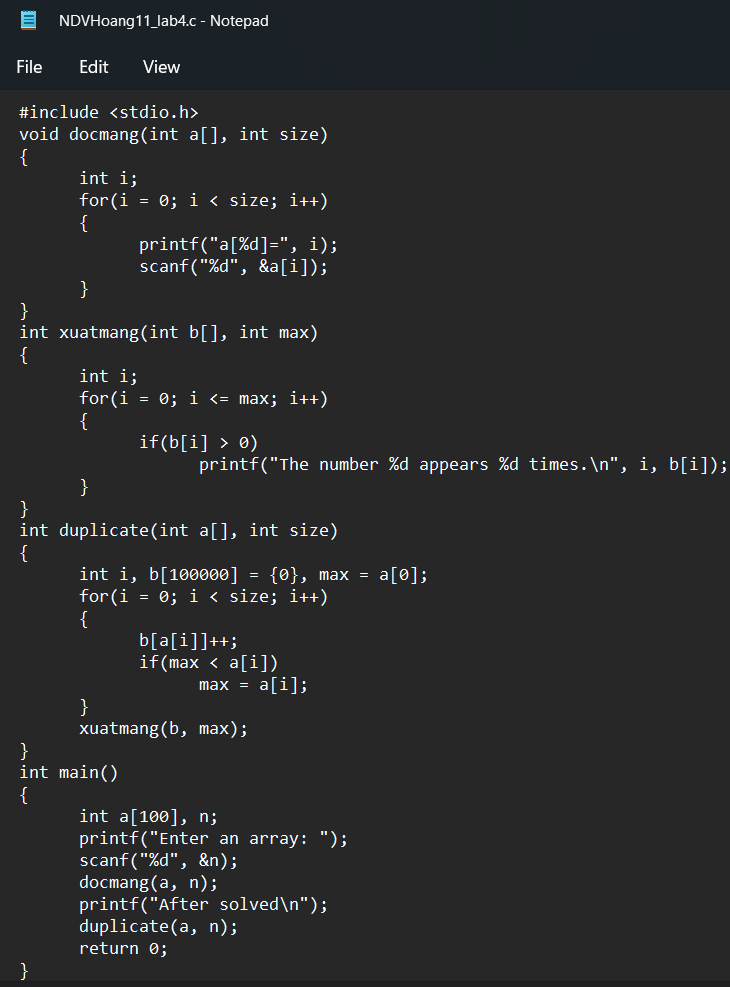 NDVHoang11_lab4.c - Notepad
File Edit View
#include <stdio.h>
void docmang(int a[], int size)
{
      int i;
      for(i = 0; i < size; i++)
      {
            printf("a[%d]=", i);
            scanf("%d", &a[i]);
      }
}
int xuatmang(int b[], int max)
{
      int i;
      for(i = 0; i <= max; i++)
      {
            if(b[i] > 0)
                  printf("The number %d appears %d times.\n", i, b[i]);
      }
}
int duplicate(int a[], int size)
{
      int i, b[100000] = {0}, max = a[0];
      for(i = 0; i < size; i++)
      {
            b[a[i]]++;
            if(max < a[i])
                  max = a[i];
      }
      xuatmang(b, max);
}
int main()
{
      int a[100], n;
      printf("Enter an array: ");
      scanf("%d", &n);
      docmang(a, n);
      printf("After solved\n");
      duplicate(a, n);
      return 0;
}